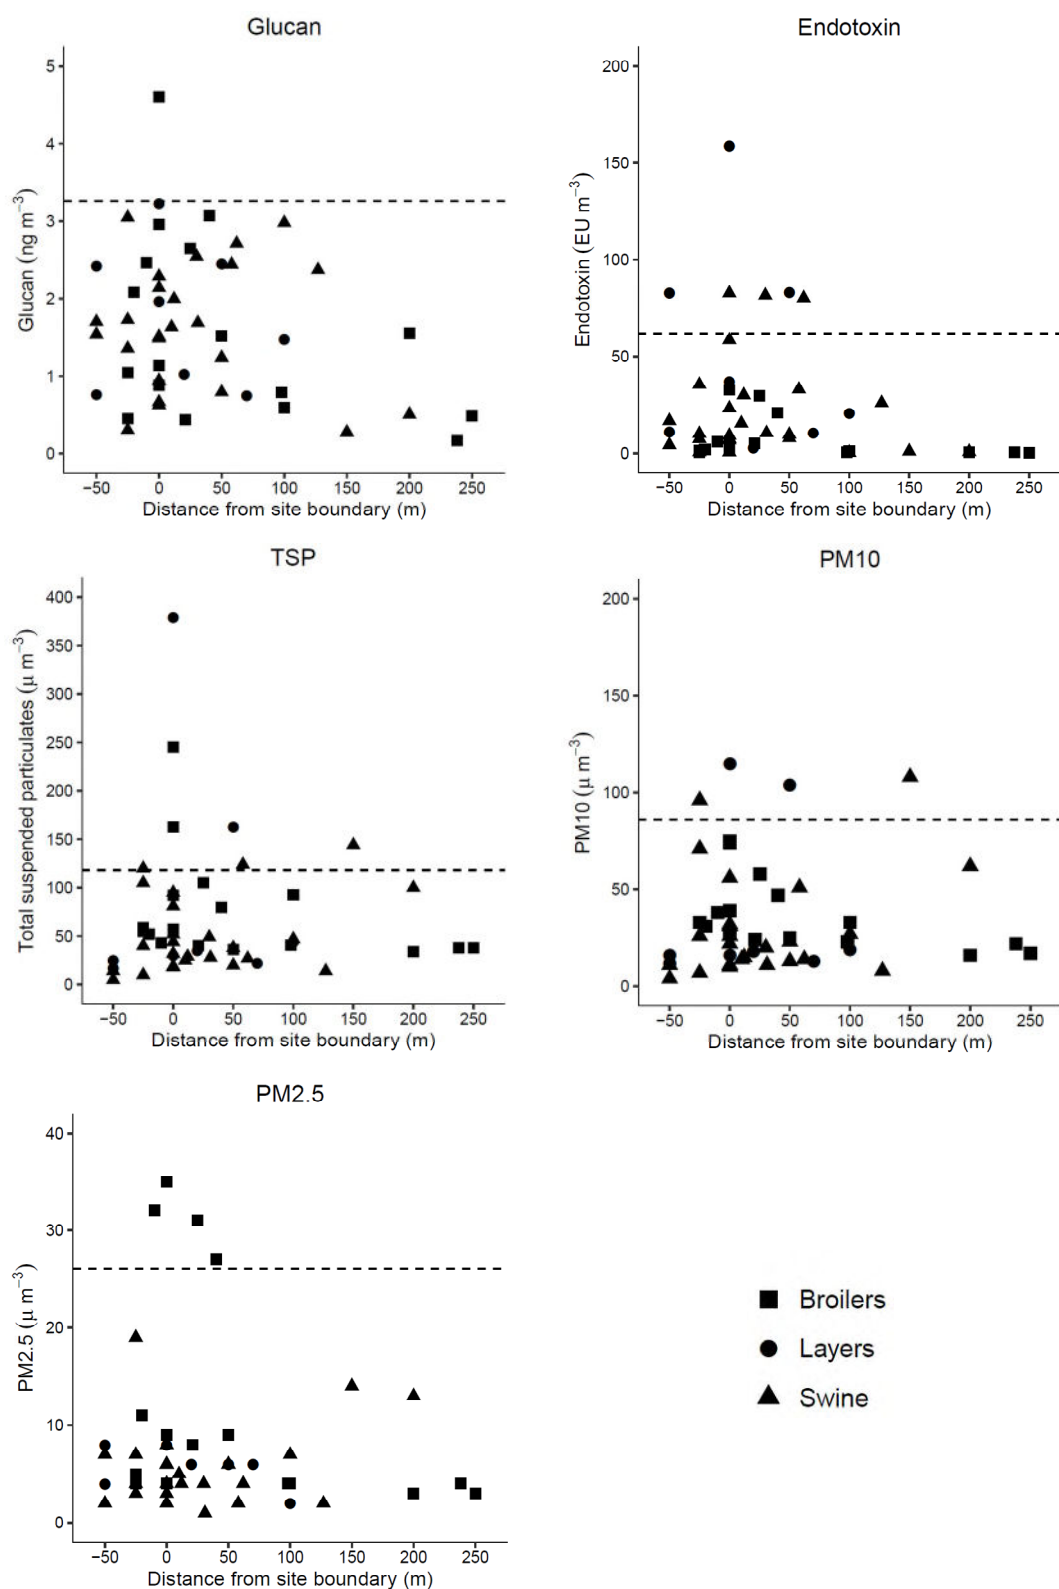 Glucan
5
4
3
2
1
0
Glucan (ng m⁻³)
−50 0 50 100 150 200 250
Distance from site boundary (m)
Endotoxin
200
150
100
50
0
Endotoxin (EU m⁻³)
−50 0 50 100 150 200 250
Distance from site boundary (m)
TSP
400
350
300
250
200
150
100
50
0
Total suspended particulates (μ m⁻³)
−50 0 50 100 150 200 250
Distance from site boundary (m)
PM10
200
150
100
50
0
PM10 (μ m⁻³)
−50 0 50 100 150 200 250
Distance from site boundary (m)
PM2.5
40
30
20
10
0
PM2.5 (μ m⁻³)
−50 0 50 100 150 200 250
Distance from site boundary (m)
Broilers
Layers
Swine